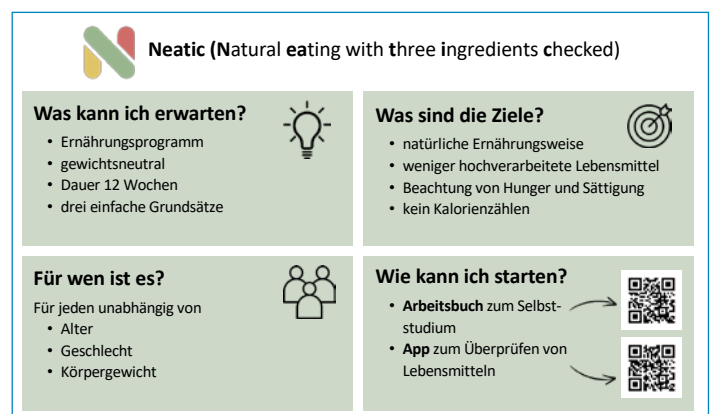 Neatic (Natural eating with three ingredients checked)
Was kann ich erwarten?
• Ernährungsprogramm
• gewichtsneutral
• Dauer 12 Wochen
• drei einfache Grundsätze
Was sind die Ziele?
• natürliche Ernährungsweise
• weniger hochverarbeitete Lebensmittel
• Beachtung von Hunger und Sättigung
• kein Kalorienzählen
Für wen ist es?
Für jeden unabhängig von
• Alter
• Geschlecht
• Körpergewicht
Wie kann ich starten?
• Arbeitsbuch zum Selbst-
studium
• App zum Überprüfen von
Lebensmitteln